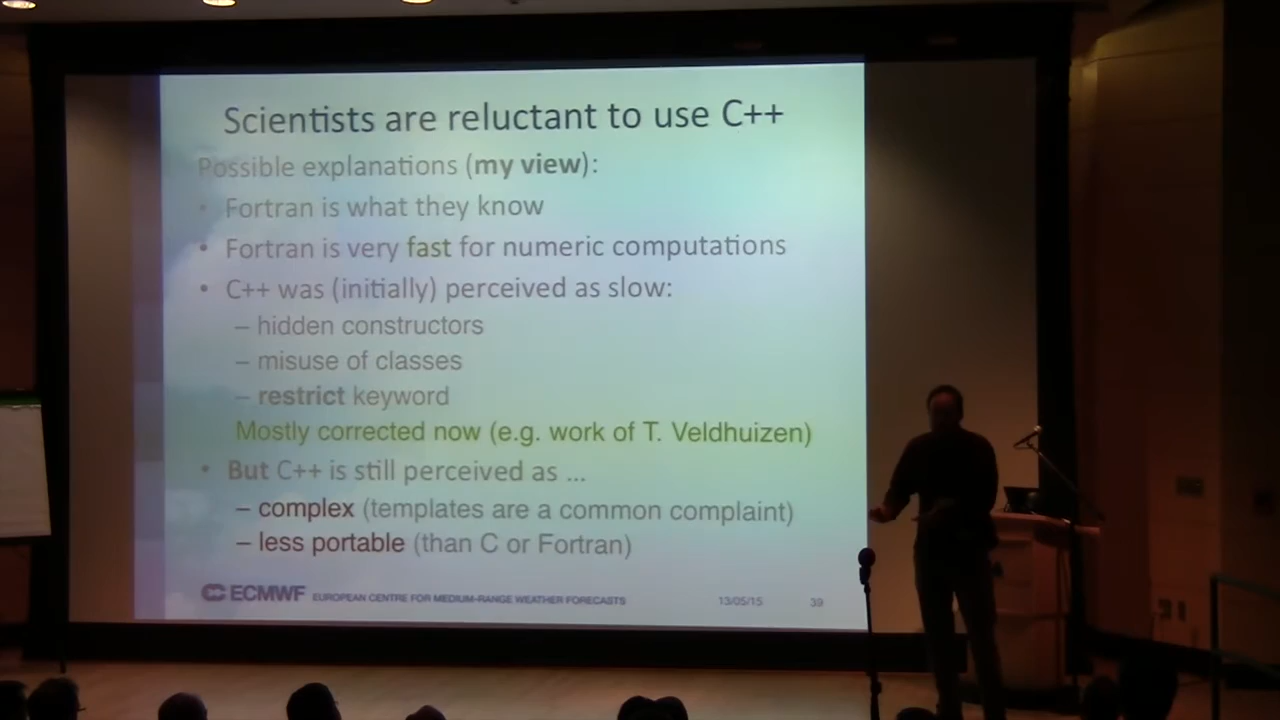 Scientists are reluctant to use C++
Possible explanations (my view):
• Fortran is what they know
• Fortran is very fast for numeric computations
• C++ was (initially) perceived as slow:
– hidden constructors
– misuse of classes
– restrict keyword
Mostly corrected now (e.g. work of T. Veldhuizen)
• But C++ is still perceived as ...
– complex (templates are a common complaint)
– less portable (than C or Fortran)
ECMWF EUROPEAN CENTRE FOR MEDIUM-RANGE WEATHER FORECASTS 13/05/15 39